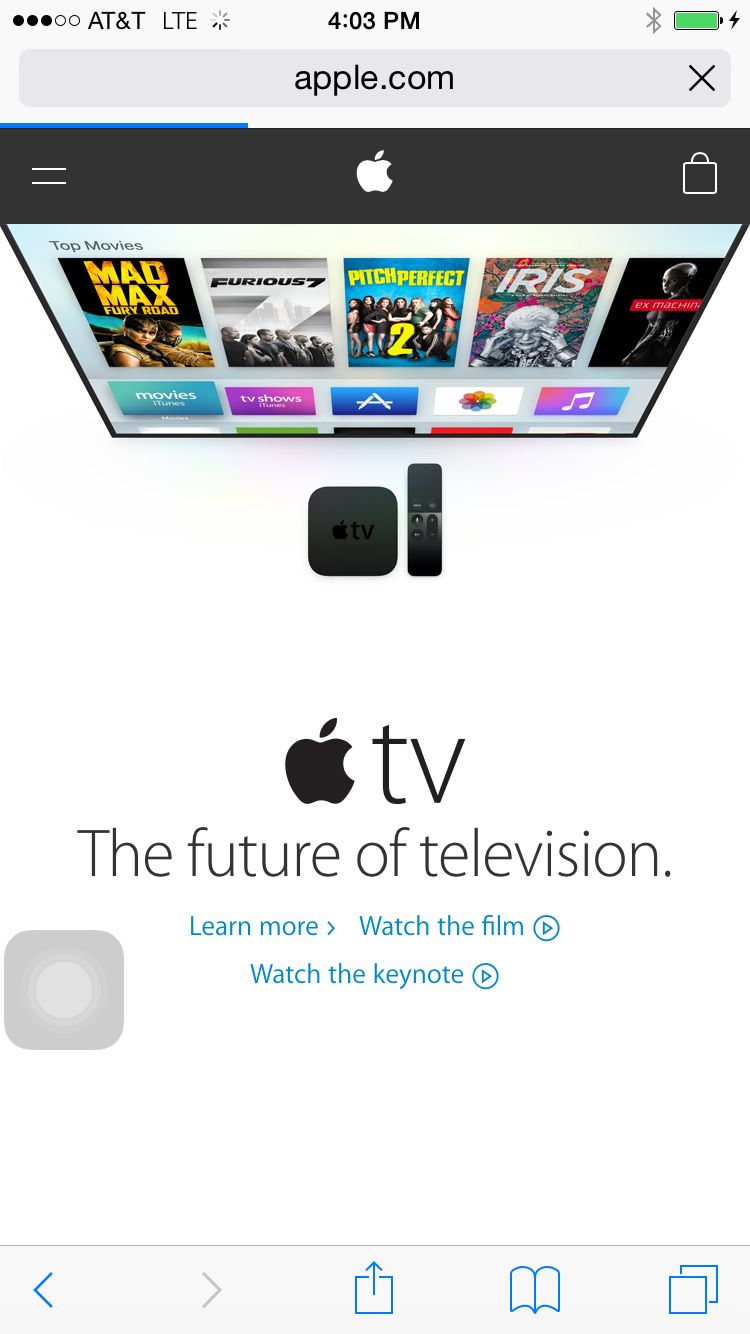 AT&T LTE 4:03 PM
apple.com
Top Movies
MAD MAX FURY ROAD
FURIOUS 7
PITCH PERFECT 2
IRIS
EX MACHIN
movies iTunes
tv shows iTunes
Movies
tv
tv
The future of television.
Learn more › Watch the film
Watch the keynote